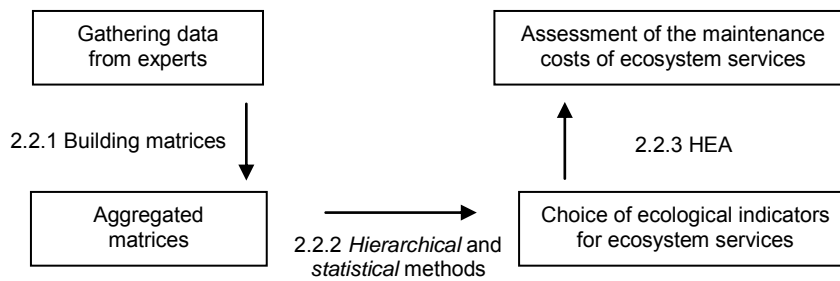 Gathering data
from experts
2.2.1 Building matrices
Aggregated
matrices
2.2.2 Hierarchical and
statistical methods
Choice of ecological indicators
for ecosystem services
2.2.3 HEA
Assessment of the maintenance
costs of ecosystem services